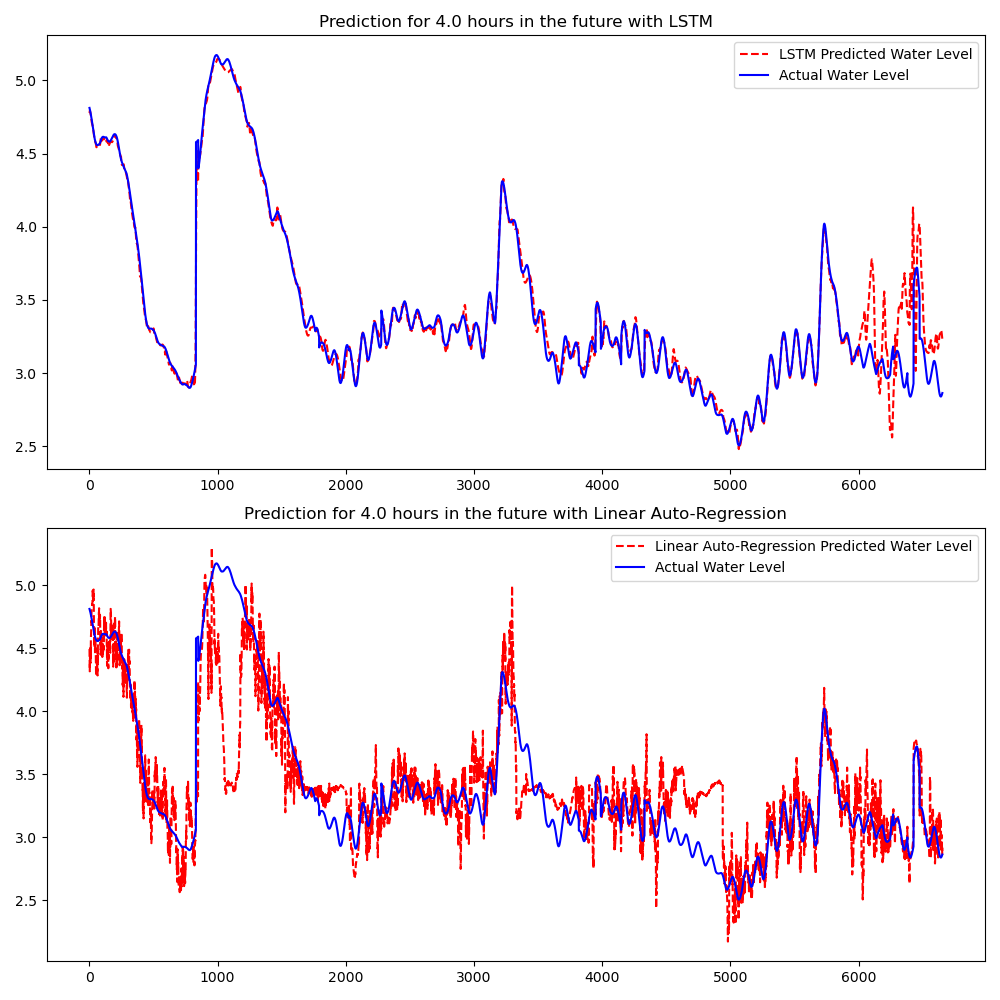 Prediction for 4.0 hours in the future with LSTM
LSTM Predicted Water Level
Actual Water Level
5.0
4.5
4.0
3.5
3.0
2.5
0 1000 2000 3000 4000 5000 6000
Prediction for 4.0 hours in the future with Linear Auto-Regression
Linear Auto-Regression Predicted Water Level
Actual Water Level
5.0
4.5
4.0
3.5
3.0
2.5
0 1000 2000 3000 4000 5000 6000